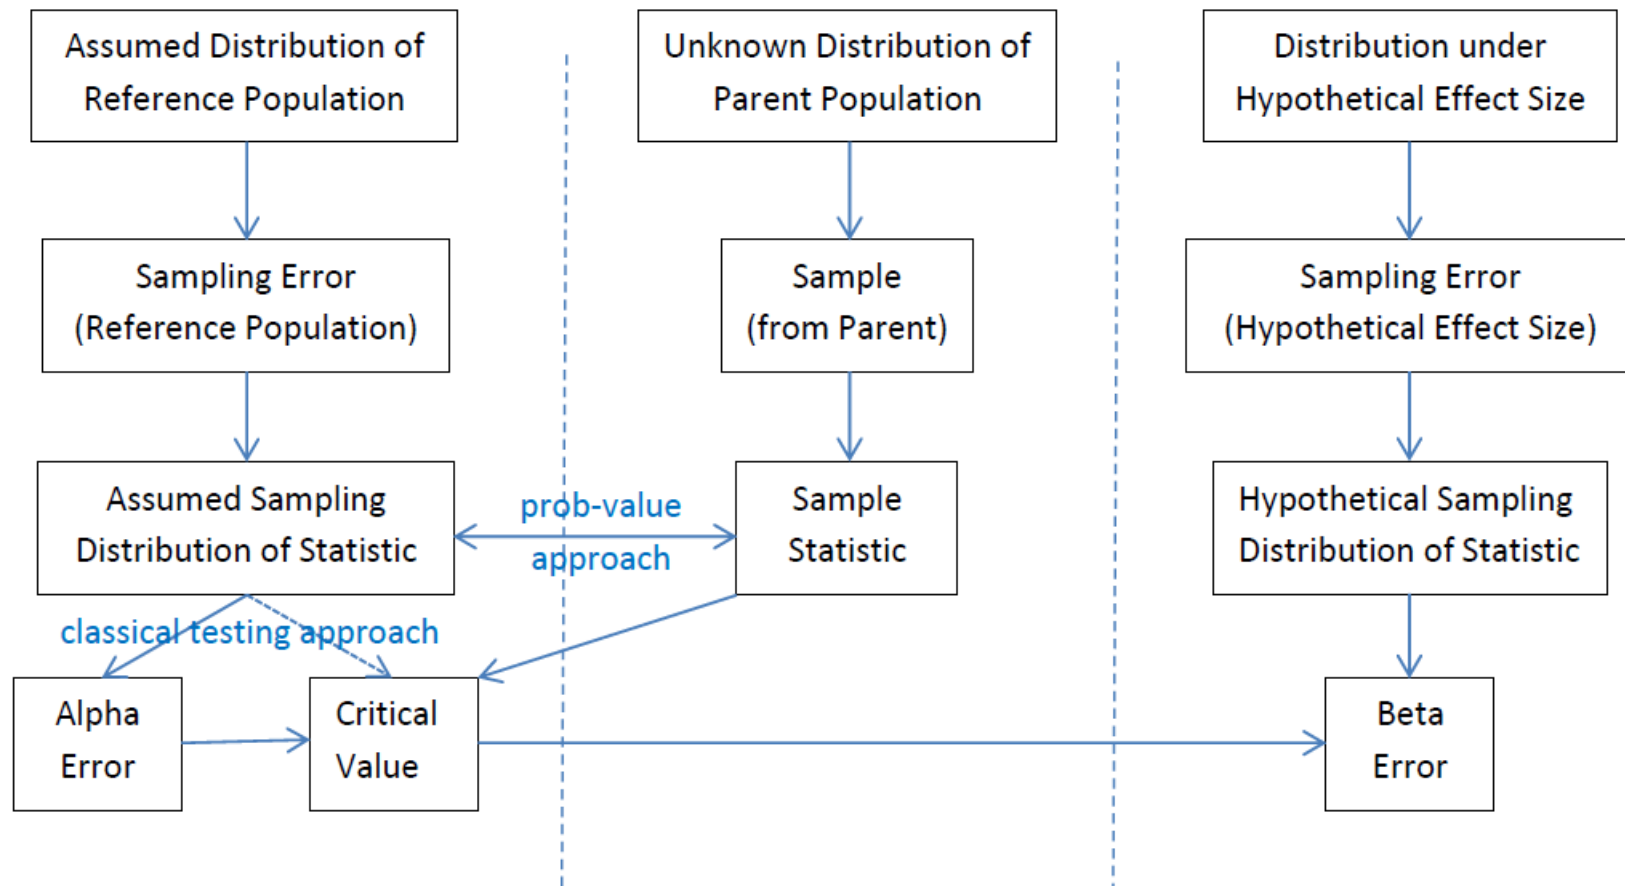 Assumed Distribution of
Reference Population
Unknown Distribution of
Parent Population
Distribution under
Hypothetical Effect Size
Sampling Error
(Reference Population)
Sample
(from Parent)
Sampling Error
(Hypothetical Effect Size)
Assumed Sampling
Distribution of Statistic
prob-value
approach
Sample
Statistic
Hypothetical Sampling
Distribution of Statistic
classical testing approach
Alpha
Error
Critical
Value
Beta
Error